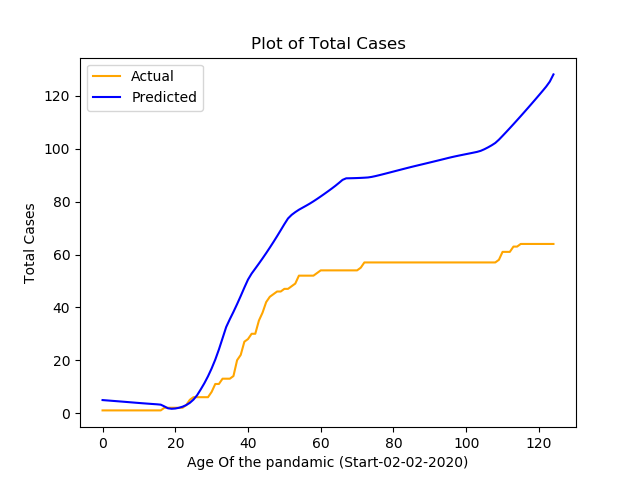 Plot of Total Cases
Actual
Predicted
120
100
80
60
40
20
0
Total Cases
0 20 40 60 80 100 120
Age Of the pandamic (Start-02-02-2020)